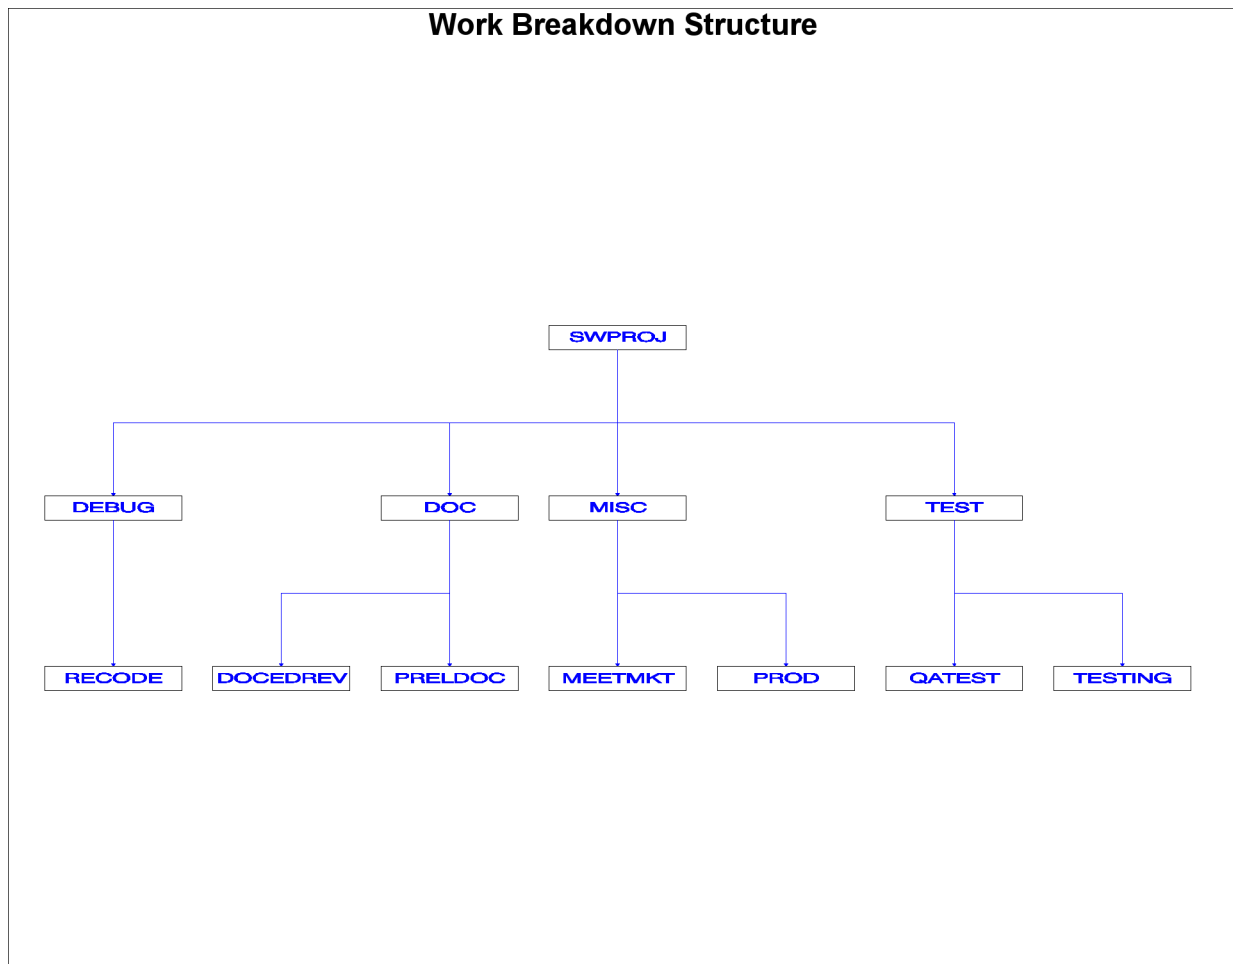 Work Breakdown Structure
SWPROJ
DEBUG DOC MISC TEST
RECODE DOCEDREV PRELDOC MEETMKT PROD QATEST TESTING